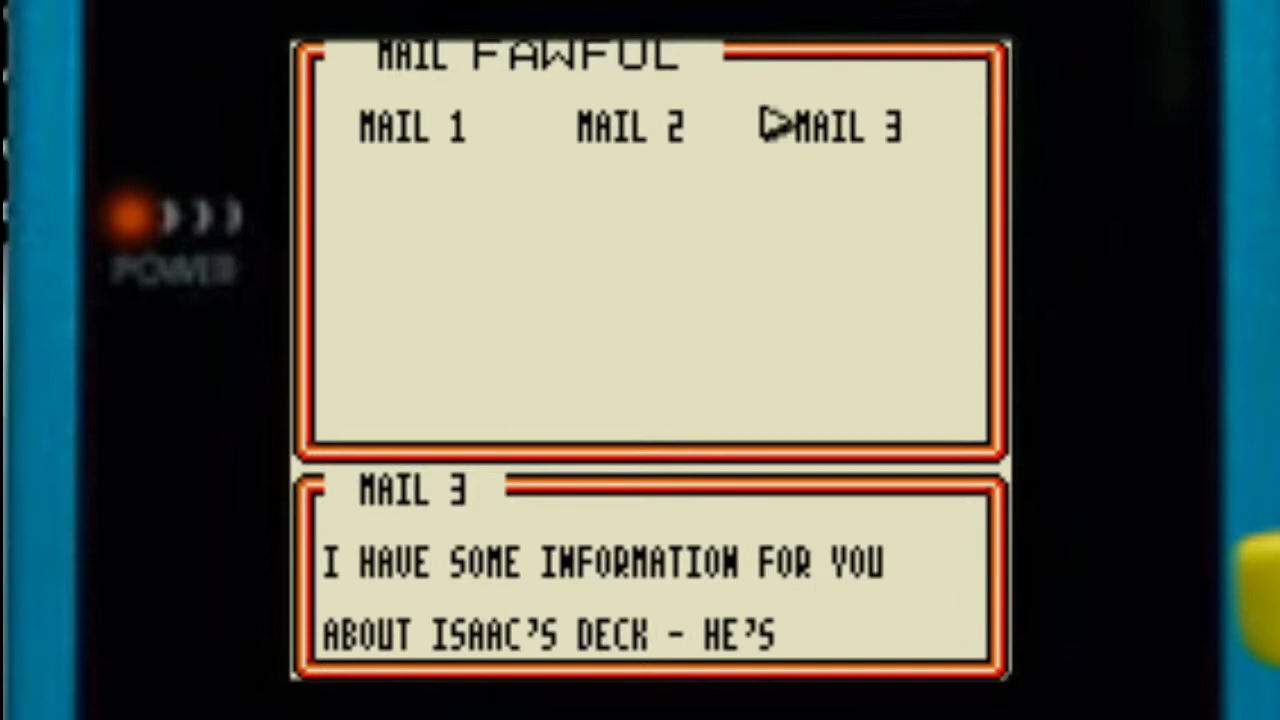 MAIL FAWFUL
MAIL 1 MAIL 2 MAIL 3
POWER
MAIL 3
I HAVE SOME INFORMATION FOR YOU
ABOUT ISAAC'S DECK - HE'S